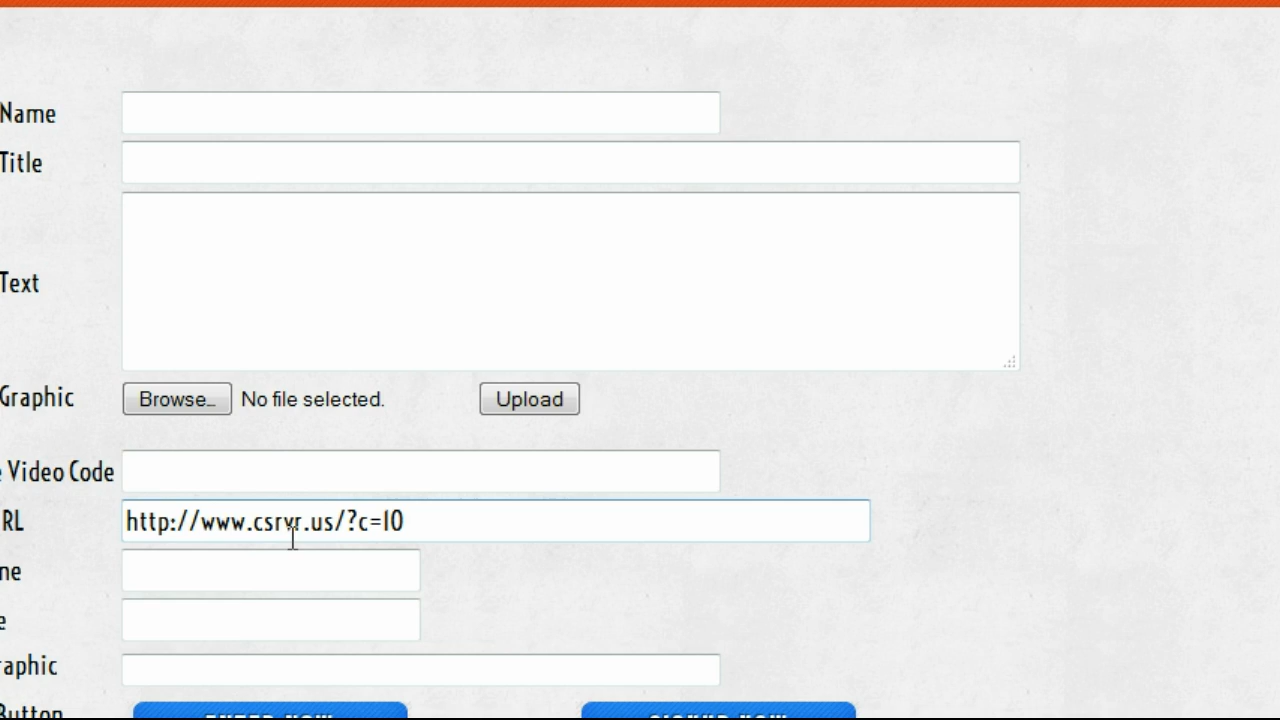 Name
Title
Text
Graphic Browse... No file selected. Upload
e Video Code
RL http://www.csrvr.us/?c=10
ne
e
raphic
Button